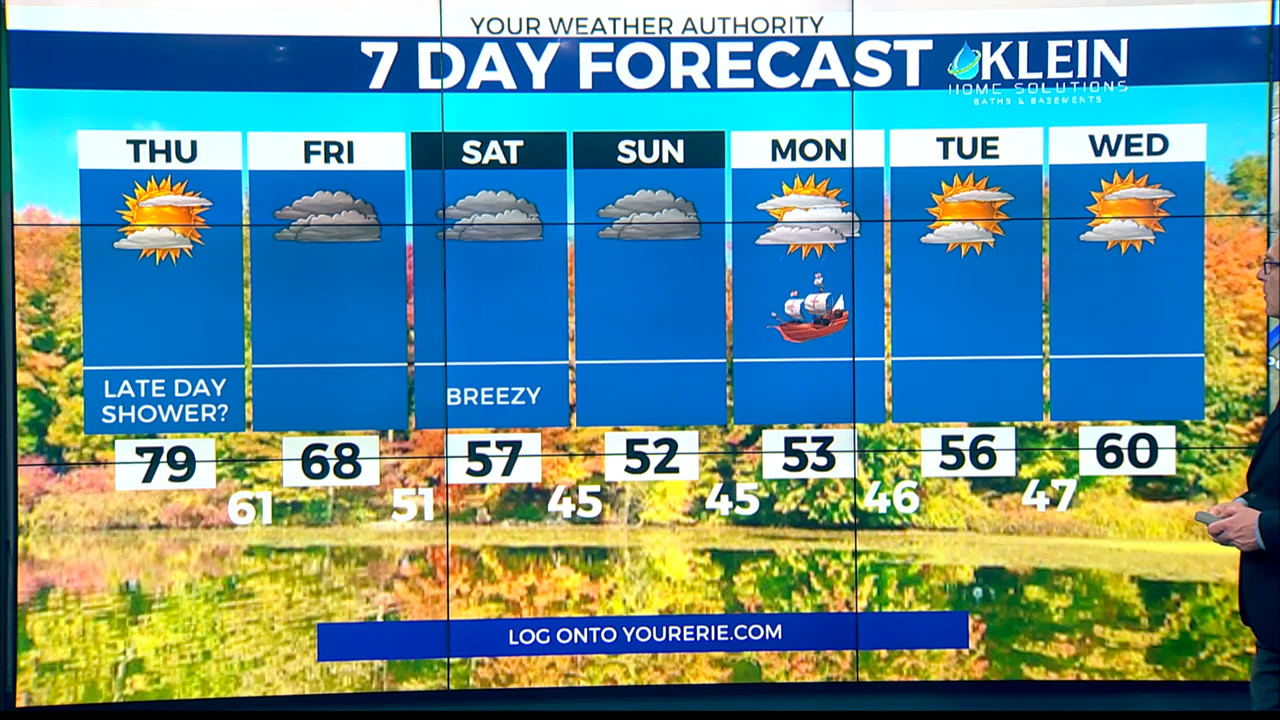 YOUR WEATHER AUTHORITY
7 DAY FORECAST
KLEIN
HOME SOLUTIONS
BATHS & BASEMENTS
THU
FRI
SAT
SUN
MON
TUE
WED
LATE DAY
SHOWER?
BREEZY
79
68
57
52
53
56
60
61
51
45
45
46
47
LOG ONTO YOURERIE.COM